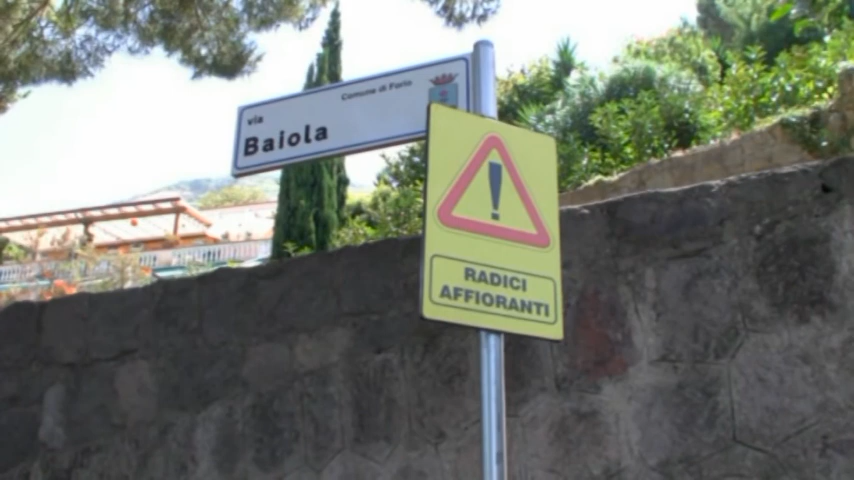 Comune di Forio
via
Baiola
!
RADICI
AFFIORANTI